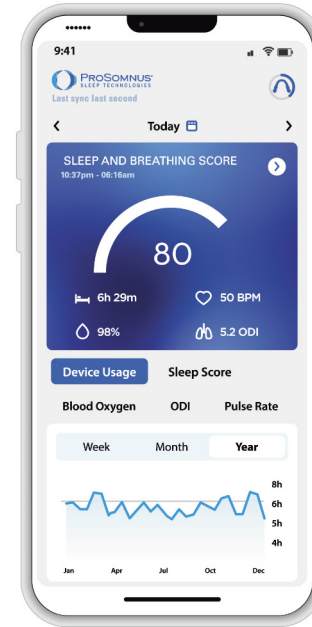 9:41
PROSOMNUS®
SLEEP TECHNOLOGIES
Last sync last second
Today
SLEEP AND BREATHING SCORE
10:37pm - 06:16am
80
6h 29m 50 BPM
98% 5.2 ODI
Device Usage Sleep Score
Blood Oxygen ODI Pulse Rate
Week Month Year
8h
6h
5h
4h
Jan Apr Jul Oct Dec